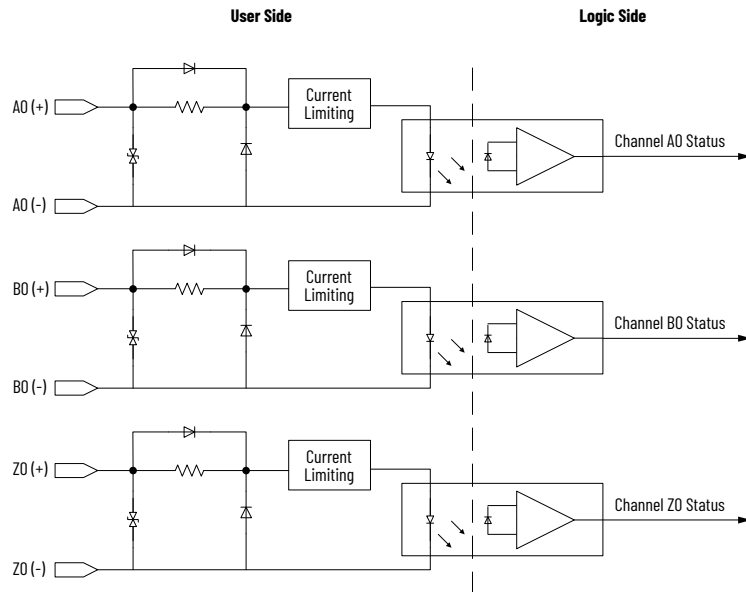 User Side
Logic Side
A0 (+)
Current
Limiting
Channel A0 Status
A0 (-)
B0 (+)
Current
Limiting
Channel B0 Status
B0 (-)
Z0 (+)
Current
Limiting
Channel Z0 Status
Z0 (-)